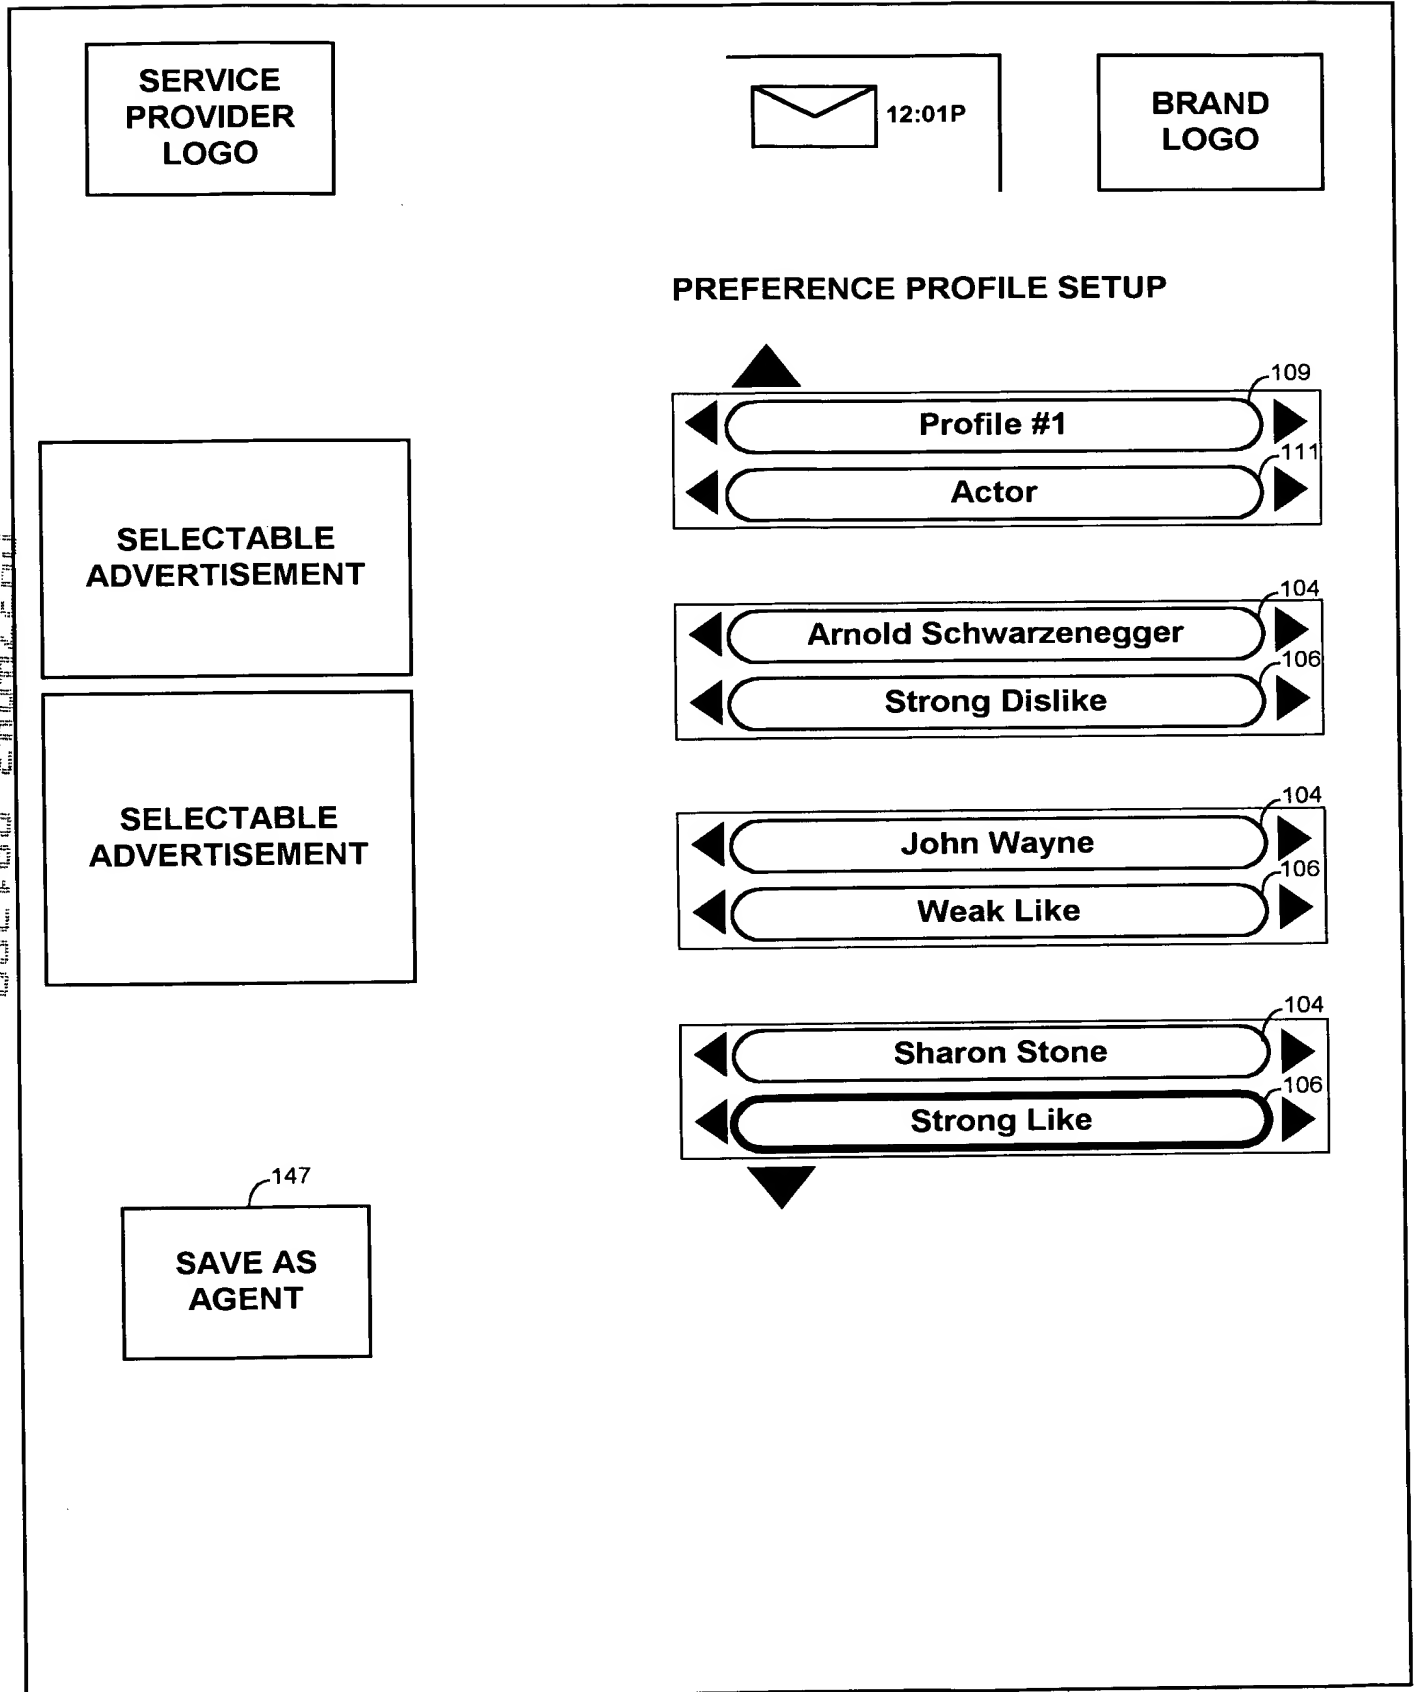 SERVICE
PROVIDER
LOGO
12:01P
BRAND
LOGO
PREFERENCE PROFILE SETUP
109
Profile #1
111
Actor
SELECTABLE
ADVERTISEMENT
104
Arnold Schwarzenegger
106
Strong Dislike
SELECTABLE
ADVERTISEMENT
104
John Wayne
106
Weak Like
104
Sharon Stone
106
Strong Like
147
SAVE AS
AGENT